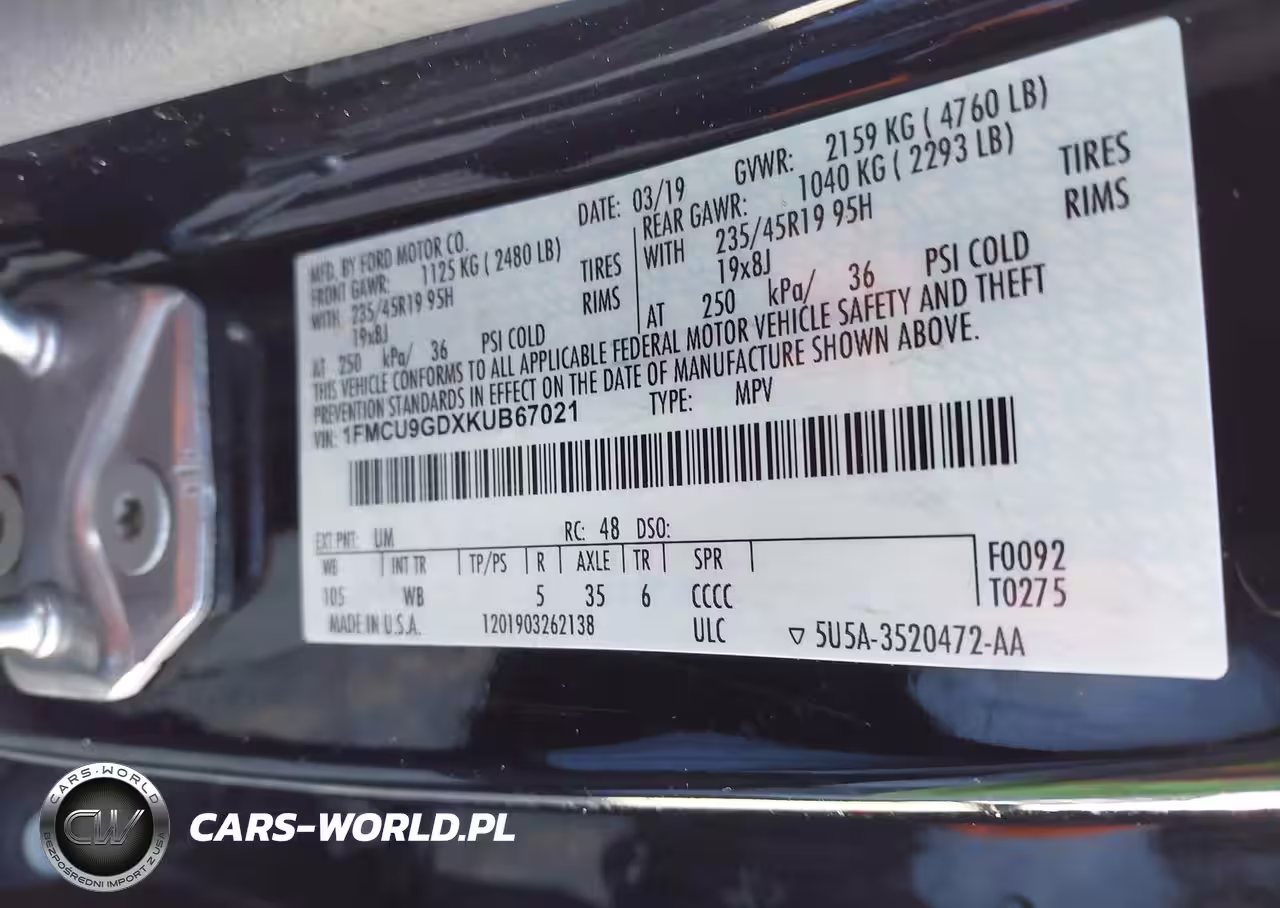 MFD. BY FORD MOTOR CO.
DATE: 03/19
GVWR: 2159 KG ( 4760 LB)
FRONT GAWR: 1125 KG ( 2480 LB)
REAR GAWR: 1040 KG ( 2293 LB)
WITH 235/45R19 95H TIRES
WITH 235/45R19 95H TIRES
19x8J RIMS
19x8J RIMS
AT 250 kPa/ 36 PSI COLD
AT 250 kPa/ 36 PSI COLD
THIS VEHICLE CONFORMS TO ALL APPLICABLE FEDERAL MOTOR VEHICLE SAFETY AND THEFT
PREVENTION STANDARDS IN EFFECT ON THE DATE OF MANUFACTURE SHOWN ABOVE.
VIN: 1FMCU9GDXKUB67021 TYPE: MPV
EXT PNT: UM RC: 48 DSO:
WB INT TR TP/PS R AXLE TR SPR F0092
105 WB 5 35 6 CCCC T0275
MADE IN U.S.A. 1201903262138 ULC ▽ 5U5A-3520472-AA
CARS-WORLD
CW
BEZPOŚREDNI IMPORT Z USA
CARS-WORLD.PL